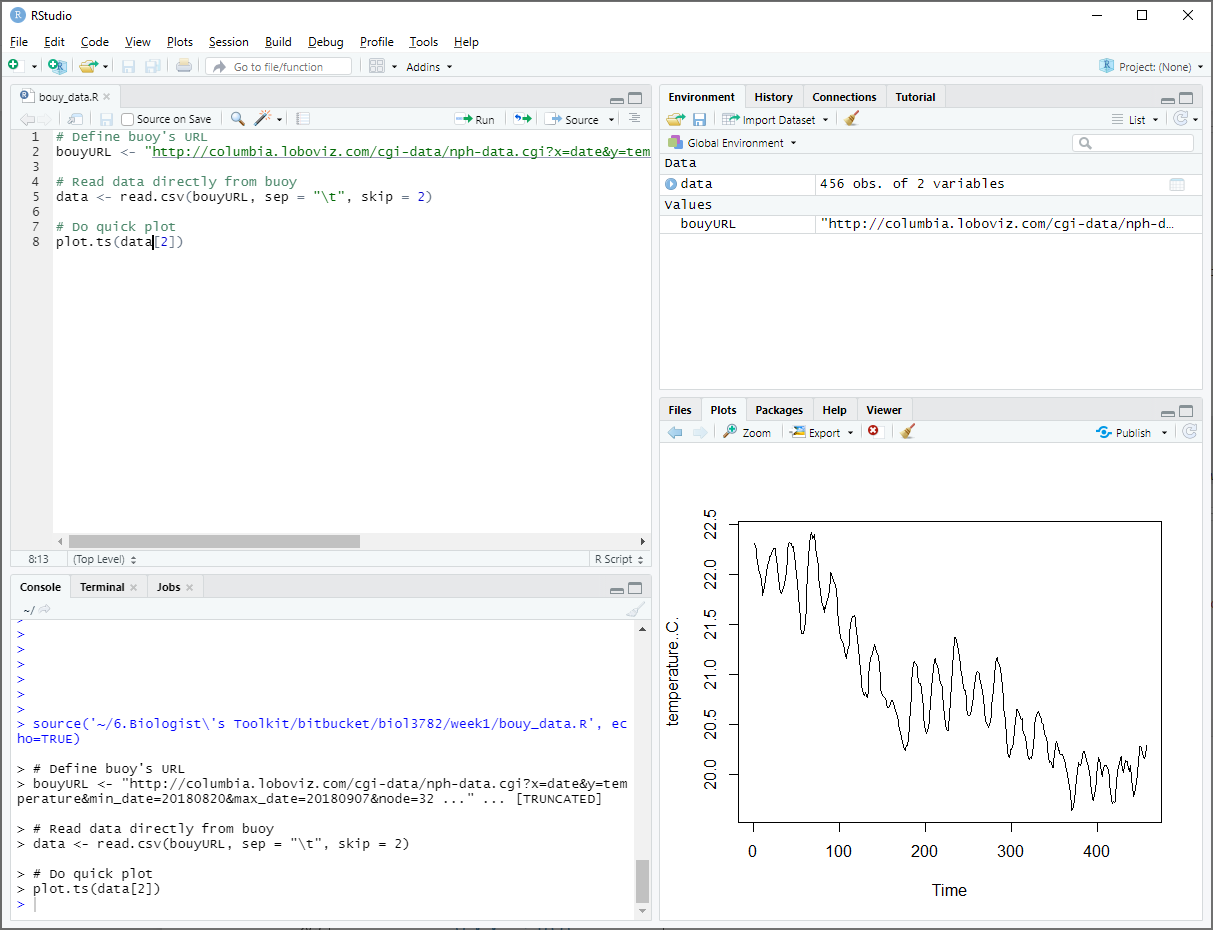 RStudio
File Edit Code View Plots Session Build Debug Profile Tools Help
Go to file/function Addins Project: (None)
bouy_data.R
Source on Save Run Source
1 # Define buoy's URL
2 bouyURL <- "http://columbia.loboviz.com/cgi-data/nph-data.cgi?x=date&y=tem
3
4 # Read data directly from buoy
5 data <- read.csv(bouyURL, sep = "\t", skip = 2)
6
7 # Do quick plot
8 plot.ts(data[2])
8:13 (Top Level) R Script
Console Terminal Jobs
~/
>
>
>
>
>
>
>
> source('~/6.Biologist\'s Toolkit/bitbucket/biol3782/week1/bouy_data.R', ec
ho=TRUE)
> # Define buoy's URL
> bouyURL <- "http://columbia.loboviz.com/cgi-data/nph-data.cgi?x=date&y=tem
perature&min_date=20180820&max_date=20180907&node=32 ..." ... [TRUNCATED]
> # Read data directly from buoy
> data <- read.csv(bouyURL, sep = "\t", skip = 2)
> # Do quick plot
> plot.ts(data[2])
>
Environment History Connections Tutorial
Import Dataset List
Global Environment
Data
data 456 obs. of 2 variables
Values
bouyURL "http://columbia.loboviz.com/cgi-data/nph-d…
Files Plots Packages Help Viewer
Zoom Export Publish
temperature..C.
22.5
22.0
21.5
21.0
20.5
20.0
0 100 200 300 400
Time